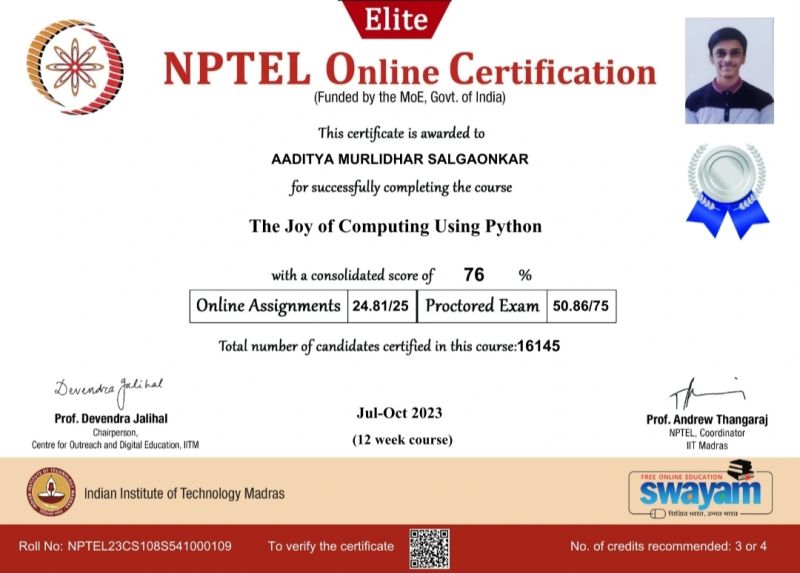 Elite
NPTEL Online Certification
(Funded by the MoE, Govt. of India)
This certificate is awarded to
AADITYA MURLIDHAR SALGAONKAR
for successfully completing the course
The Joy of Computing Using Python
with a consolidated score of 76 %
Online Assignments 24.81/25 Proctored Exam 50.86/75
Total number of candidates certified in this course:16145
Devendra Jalihal
Prof. Devendra Jalihal
Chairperson,
Centre for Outreach and Digital Education, IITM
Jul-Oct 2023
(12 week course)
Prof. Andrew Thangaraj
NPTEL, Coordinator
IIT Madras
Indian Institute of Technology Madras
FREE ONLINE EDUCATION
swayam
शिक्षित भारत, उन्नत भारत
Roll No: NPTEL23CS108S541000109
To verify the certificate
No. of credits recommended: 3 or 4